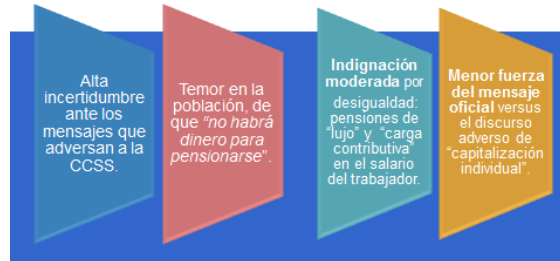 Alta
incertidumbre
ante los
mensajes que
adversan a la
CCSS.
Temor en la
población, de
que “no habrá
dinero para
pensionarse”.
Indignación
moderada por
desigualdad:
pensiones de
“lujo” y “carga
contributiva”
en el salario
del trabajador.
Menor fuerza
del mensaje
oficial versus
el discurso
adverso de
“capitalización
individual”.